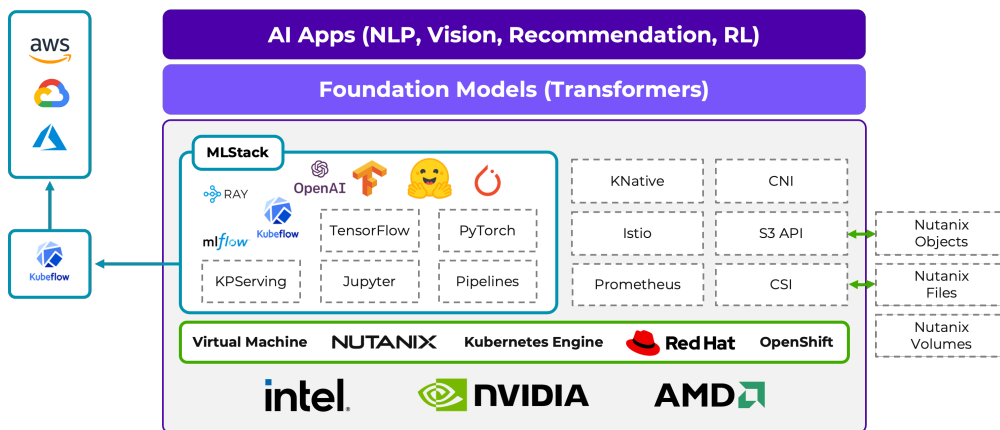 AI Apps (NLP, Vision, Recommendation, RL)
Foundation Models (Transformers)
aws
Kubeflow
MLStack
RAY
OpenAI
Kubeflow
mlflow
TensorFlow
PyTorch
KPServing
Jupyter
Pipelines
KNative
CNI
Istio
S3 API
Prometheus
CSI
Nutanix
Objects
Nutanix
Files
Nutanix
Volumes
Virtual Machine
NUTANIX
Kubernetes Engine
Red Hat
OpenShift
intel.
NVIDIA
AMD